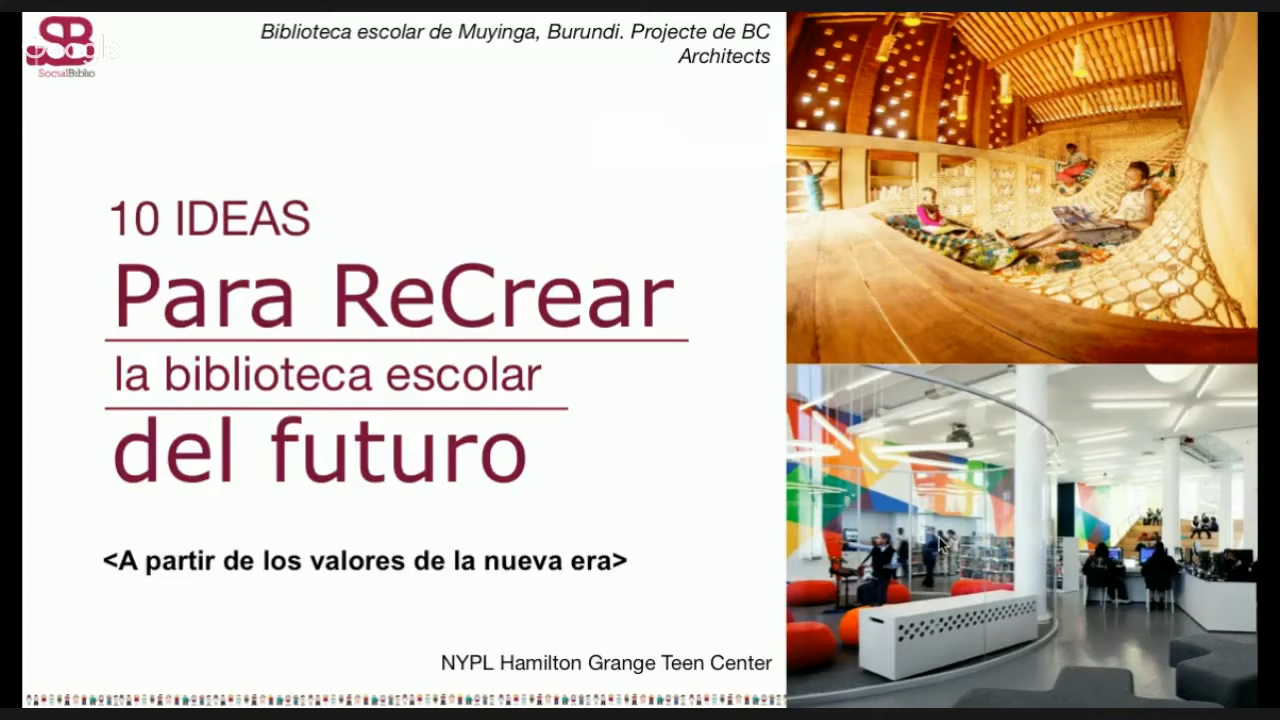 Google
SocialBiblio
Biblioteca escolar de Muyinga, Burundi. Projecte de BC
Architects
10 IDEAS
Para ReCrear
la biblioteca escolar
del futuro
<A partir de los valores de la nueva era>
NYPL Hamilton Grange Teen Center